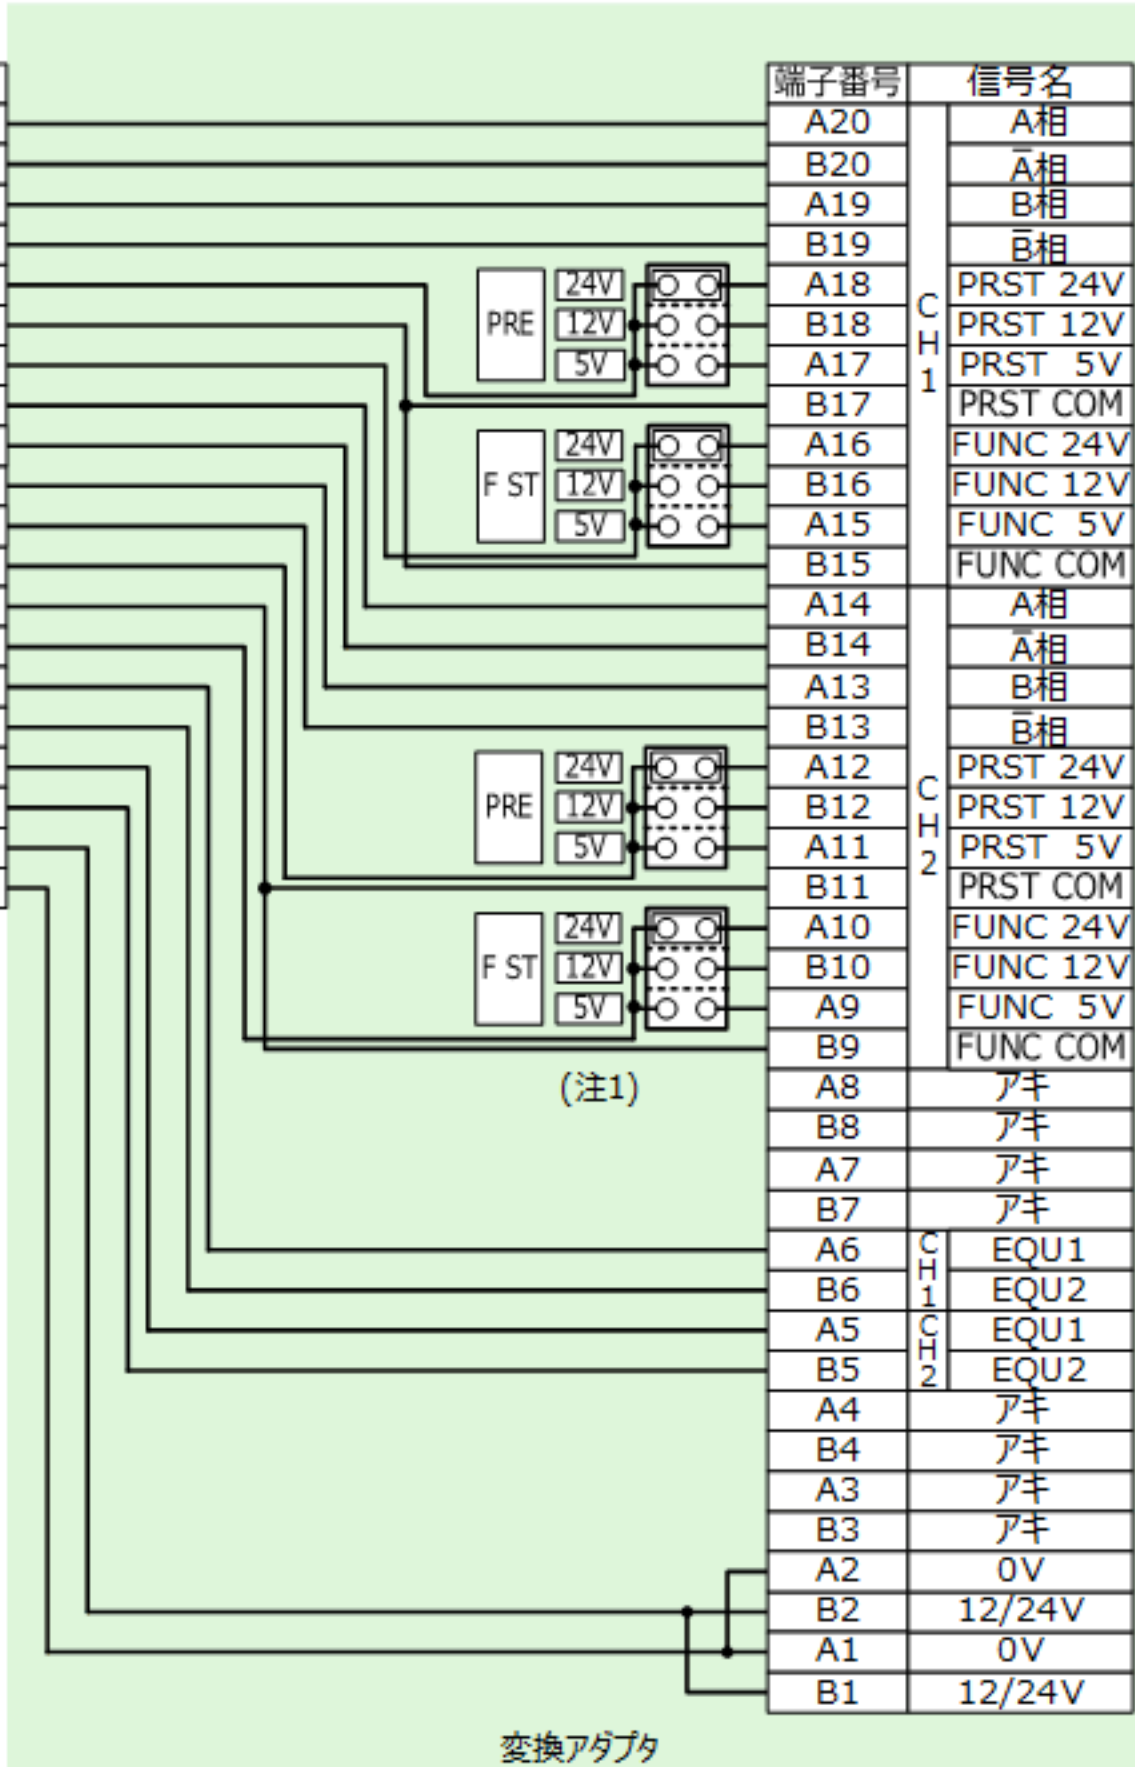 端子番号 信号名
A20 A相
B20 A̅相
A19 B相
B19 B̅相
PRE 24V A18 PRST 24V
12V B18 PRST 12V
5V A17 PRST 5V
CH1
B17 PRST COM
F ST 24V A16 FUNC 24V
12V B16 FUNC 12V
5V A15 FUNC 5V
B15 FUNC COM
A14 A相
B14 A̅相
A13 B相
B13 B̅相
PRE 24V A12 PRST 24V
12V B12 PRST 12V
5V A11 PRST 5V
CH2
B11 PRST COM
F ST 24V A10 FUNC 24V
12V B10 FUNC 12V
5V A9 FUNC 5V
B9 FUNC COM
(注1) A8 アキ
B8 アキ
A7 アキ
B7 アキ
A6 CH1 EQU1
B6 EQU2
A5 CH2 EQU1
B5 EQU2
A4 アキ
B4 アキ
A3 アキ
B3 アキ
A2 0V
B2 12/24V
A1 0V
B1 12/24V
変換アダプタ